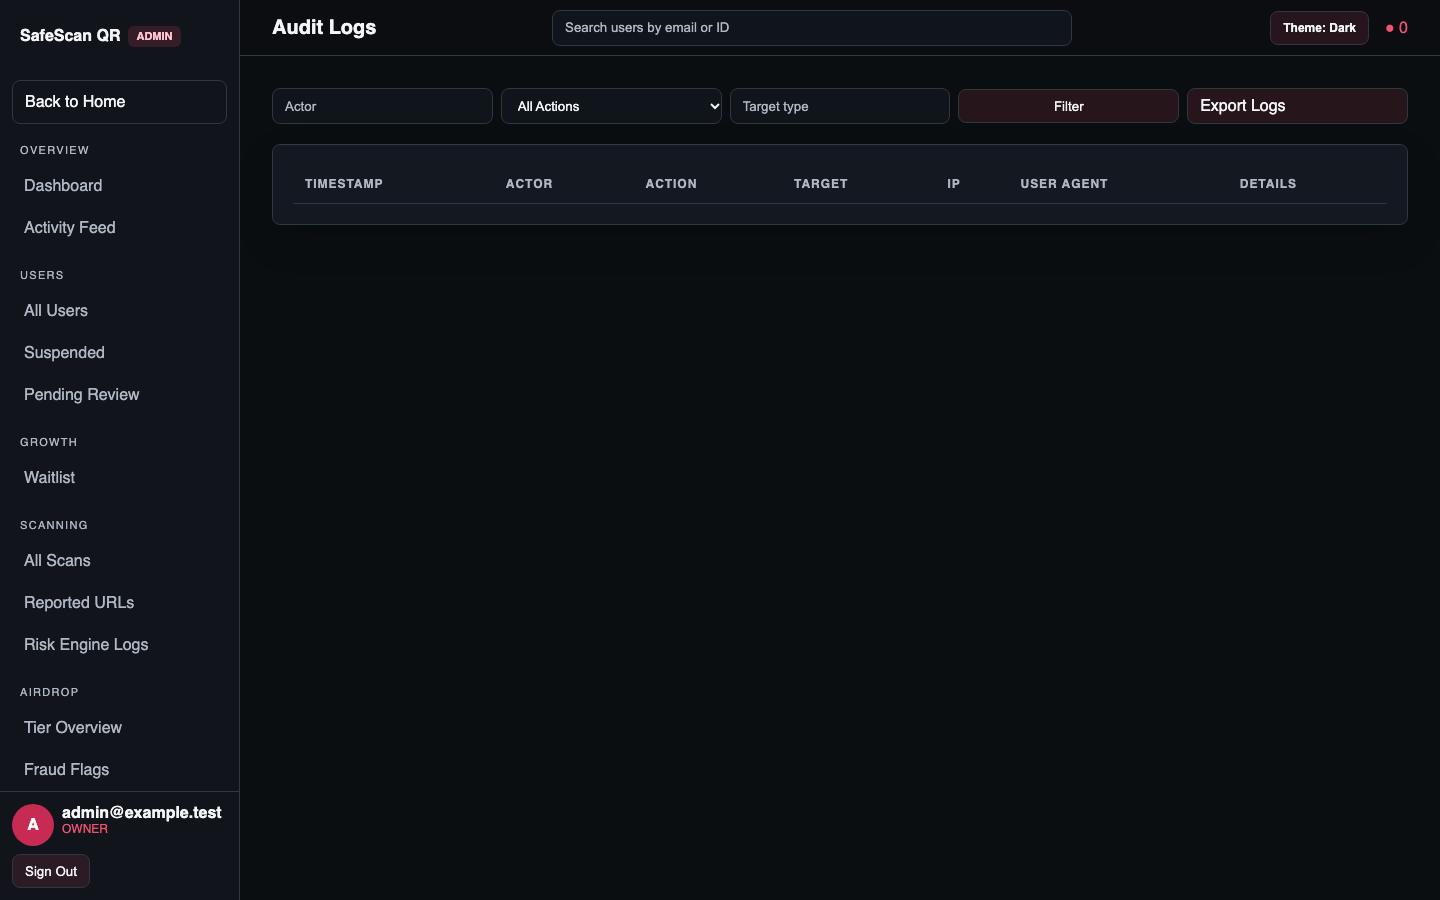 SafeScan QR ADMIN
Back to Home
OVERVIEW
Dashboard
Activity Feed
USERS
All Users
Suspended
Pending Review
GROWTH
Waitlist
SCANNING
All Scans
Reported URLs
Risk Engine Logs
AIRDROP
Tier Overview
Fraud Flags
A admin@example.test
OWNER
Sign Out
Audit Logs Search users by email or ID Theme: Dark 0
Actor All Actions Target type Filter Export Logs
TIMESTAMP ACTOR ACTION TARGET IP USER AGENT DETAILS